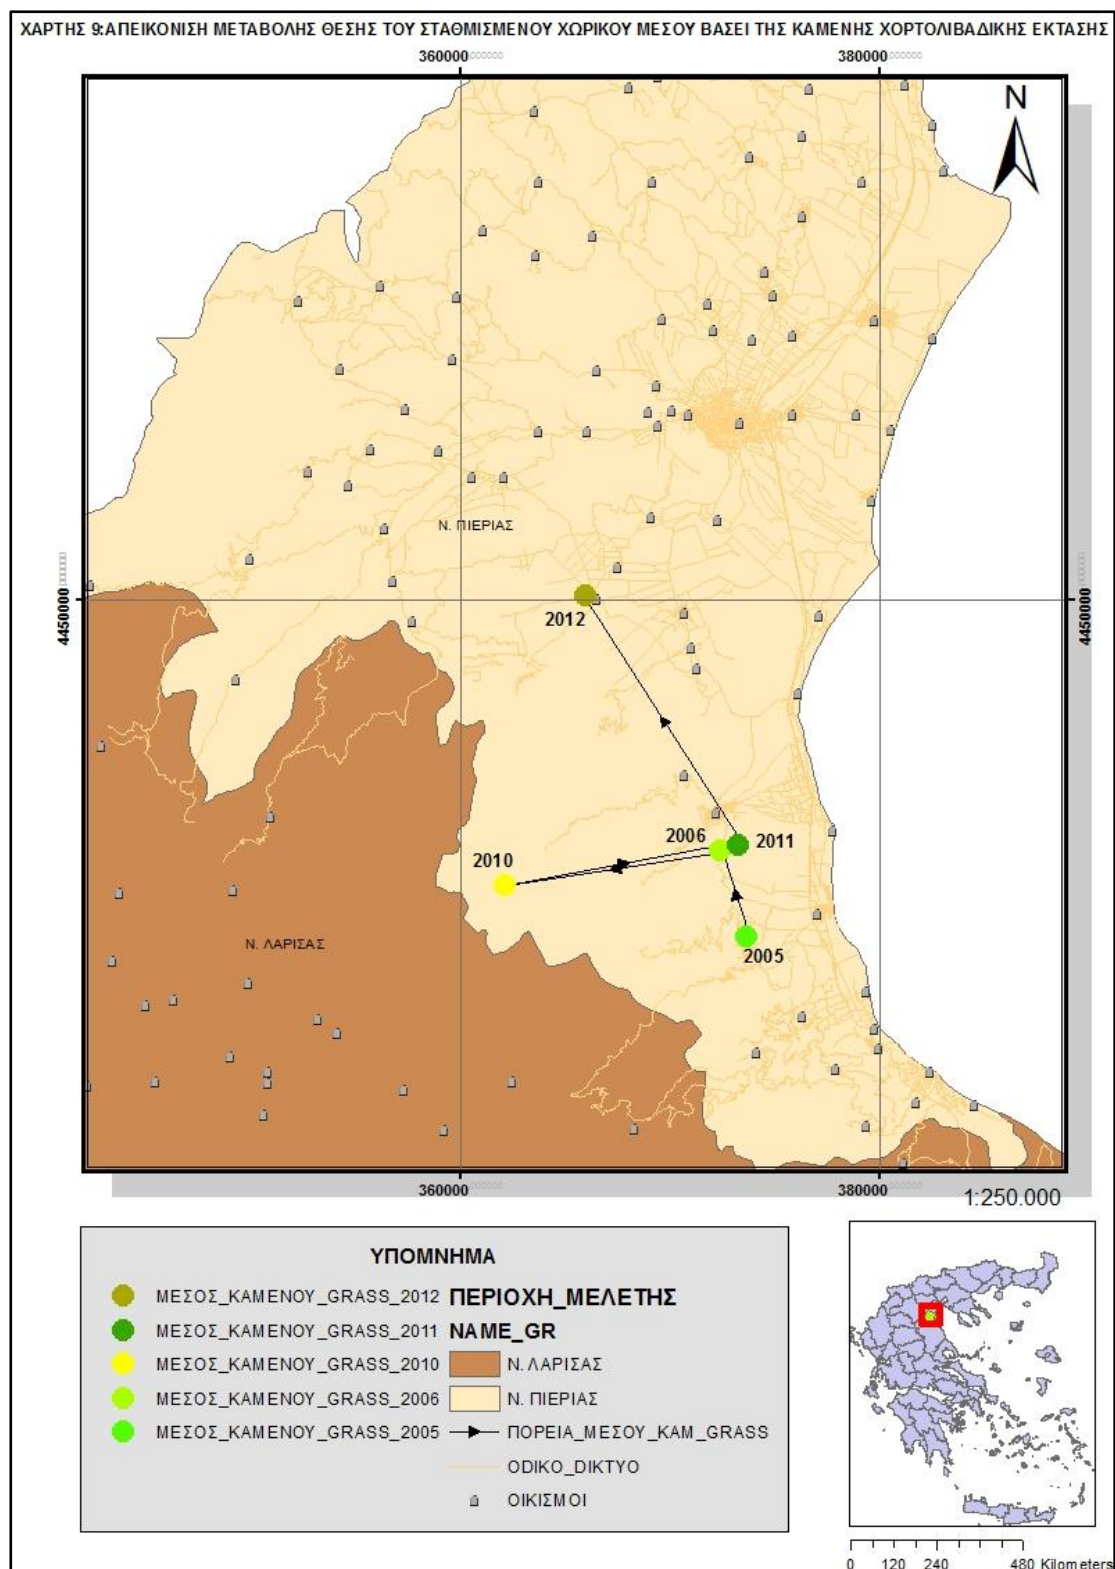 ΧΑΡΤΗΣ 9:ΑΠΕΙΚΟΝΙΣΗ ΜΕΤΑΒΟΛΗΣ ΘΕΣΗΣ ΤΟΥ ΣΤΑΘΜΙΣΜΕΝΟΥ ΧΩΡΙΚΟΥ ΜΕΣΟΥ ΒΑΣΕΙ ΤΗΣ ΚΑΜΕΝΗΣ ΧΟΡΤΟΛΙΒΑΔΙΚΗΣ ΕΚΤΑΣΗΣ
360000 380000
N
Ν. ΠΙΕΡΙΑΣ
4450000 4450000
2012
2006 2011
2010
Ν. ΛΑΡΙΣΑΣ
2005
360000 380000
1:250.000
ΥΠΟΜΝΗΜΑ
ΜΕΣΟΣ_ΚΑΜΕΝΟΥ_GRASS_2012 ΠΕΡΙΟΧΗ_ΜΕΛΕΤΗΣ
ΜΕΣΟΣ_ΚΑΜΕΝΟΥ_GRASS_2011 NAME_GR
ΜΕΣΟΣ_ΚΑΜΕΝΟΥ_GRASS_2010 Ν. ΛΑΡΙΣΑΣ
ΜΕΣΟΣ_ΚΑΜΕΝΟΥ_GRASS_2006 Ν. ΠΙΕΡΙΑΣ
ΜΕΣΟΣ_ΚΑΜΕΝΟΥ_GRASS_2005 ΠΟΡΕΙΑ_ΜΕΣΟΥ_ΚΑΜ_GRASS
ODIKO_ΔΙΚΤΥΟ
ΟΙΚΙΣΜΟΙ
0 120 240 480 Kilometers